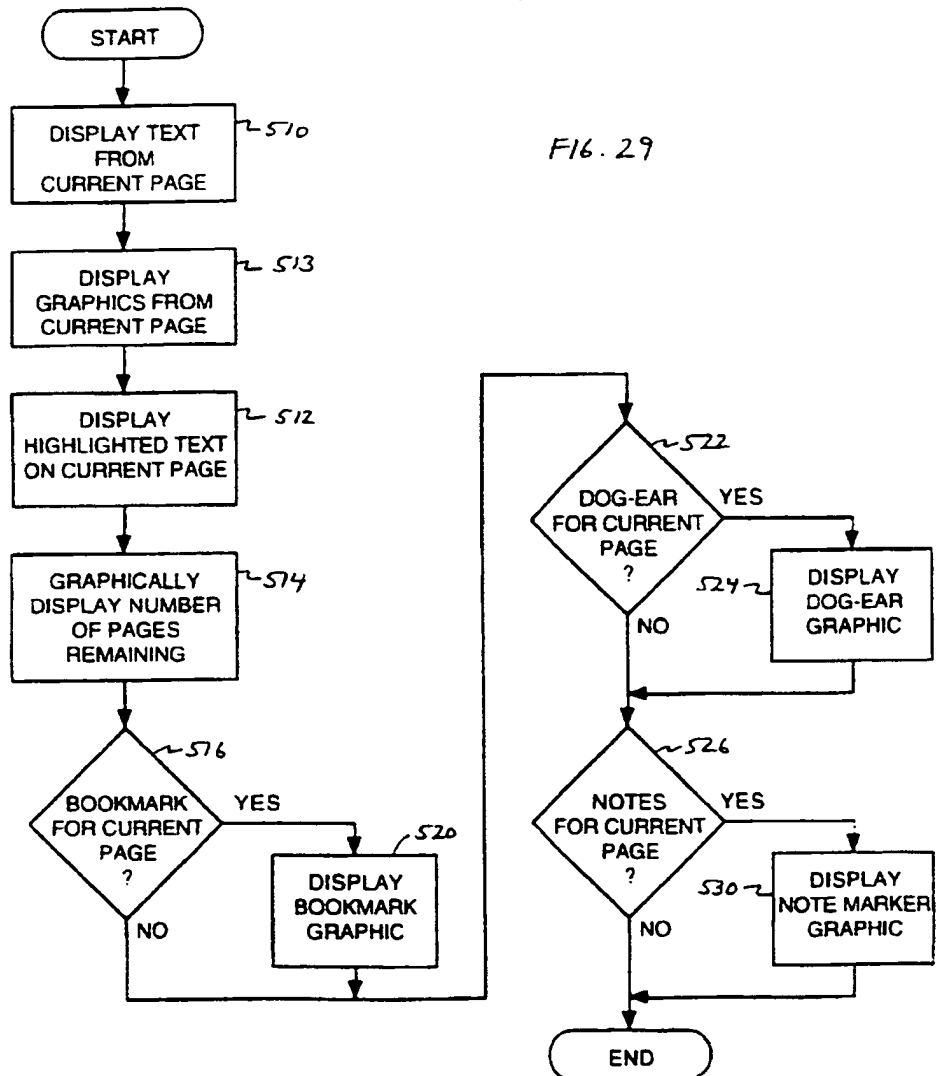 START
DISPLAY TEXT
FROM
CURRENT PAGE
510
FIG. 29
DISPLAY
GRAPHICS FROM
CURRENT PAGE
513
DISPLAY
HIGHLIGHTED TEXT
ON CURRENT PAGE
512
GRAPHICALLY
DISPLAY NUMBER
OF PAGES
REMAINING
514
BOOKMARK
FOR CURRENT
PAGE
?
516
YES
NO
DISPLAY
BOOKMARK
GRAPHIC
520
DOG-EAR
FOR CURRENT
PAGE
?
522
YES
NO
DISPLAY
DOG-EAR
GRAPHIC
524
NOTES
FOR CURRENT
PAGE
?
526
YES
NO
DISPLAY
NOTE MARKER
GRAPHIC
530
END